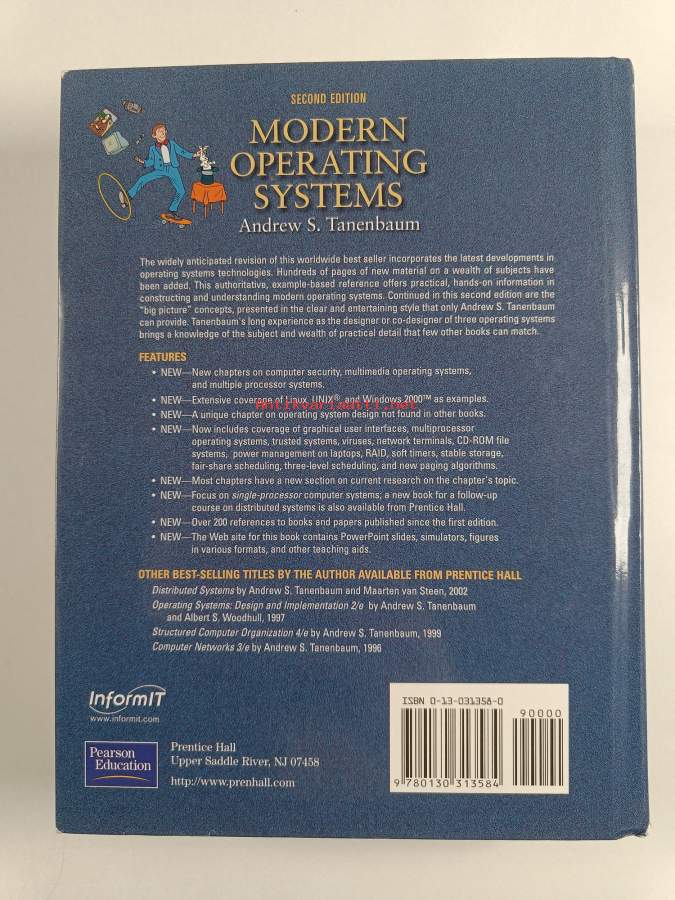 SECOND EDITION
MODERN
OPERATING
SYSTEMS
Andrew S. Tanenbaum
The widely anticipated revision of this worldwide best seller incorporates the latest developments in
operating systems technologies. Hundreds of pages of new material on a wealth of subjects have
been added. This authoritative, example-based reference offers practical, hands-on information in
constructing and understanding modern operating systems. Continued in this second edition are the
"big picture" concepts, presented in the clear and entertaining style that only Andrew S. Tanenbaum
can provide. Tanenbaum's long experience as the designer or co-designer of three operating systems
brings a knowledge of the subject and wealth of practical detail that few other books can match.
FEATURES
• NEW—New chapters on computer security, multimedia operating systems,
and multiple processor systems.
• NEW—Extensive coverage of Linux, UNIX®, and Windows 2000™ as examples.
antikvariaatti.net
• NEW—A unique chapter on operating system design not found in other books.
• NEW—Now includes coverage of graphical user interfaces, multiprocessor
operating systems, trusted systems, viruses, network terminals, CD-ROM file
systems, power management on laptops, RAID, soft timers, stable storage,
fair-share scheduling, three-level scheduling, and new paging algorithms.
• NEW—Most chapters have a new section on current research on the chapter's topic.
• NEW—Focus on single-processor computer systems; a new book for a follow-up
course on distributed systems is also available from Prentice Hall.
• NEW—Over 200 references to books and papers published since the first edition.
• NEW—The Web site for this book contains PowerPoint slides, simulators, figures
in various formats, and other teaching aids.
OTHER BEST-SELLING TITLES BY THE AUTHOR AVAILABLE FROM PRENTICE HALL
Distributed Systems by Andrew S. Tanenbaum and Maarten van Steen, 2002
Operating Systems: Design and Implementation 2/e by Andrew S. Tanenbaum
and Albert S. Woodhull, 1997
Structured Computer Organization 4/e by Andrew S. Tanenbaum, 1999
Computer Networks 3/e by Andrew S. Tanenbaum, 1996
InformIT
www.informit.com
Pearson
Education
Prentice Hall
Upper Saddle River, NJ 07458
http://www.prenhall.com
ISBN 0-13-031358-0
90000
9 780130 313584